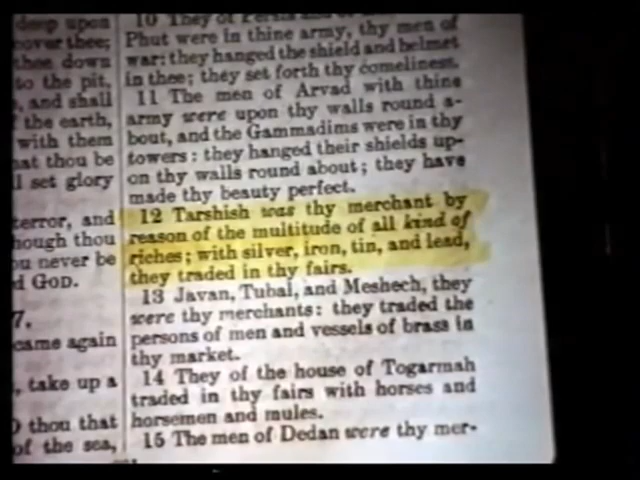 deep upon
cover thee;
thee down
to the pit,
, and shall
the earth,
with them
at thou be
l set glory
terror, and
hough thou
ou never be
d GOD.
7.
came again
, take up a
O thou that
of the sea,
10 They of Persia and of
Phut were in thine army, thy men of
war: they hanged the shield and helmet
in thee; they set forth thy comeliness.
11 The men of Arvad with thine
army were upon thy walls round a-
bout, and the Gammadims were in thy
towers: they hanged their shields up-
on thy walls round about; they have
made thy beauty perfect.
12 Tarshish was thy merchant by
reason of the multitude of all kind of
riches; with silver, iron, tin, and lead,
they traded in thy fairs.
13 Javan, Tubal, and Meshech, they
were thy merchants: they traded the
persons of men and vessels of brass in
thy market.
14 They of the house of Togarmah
traded in thy fairs with horses and
horsemen and mules.
15 The men of Dedan were thy mer-